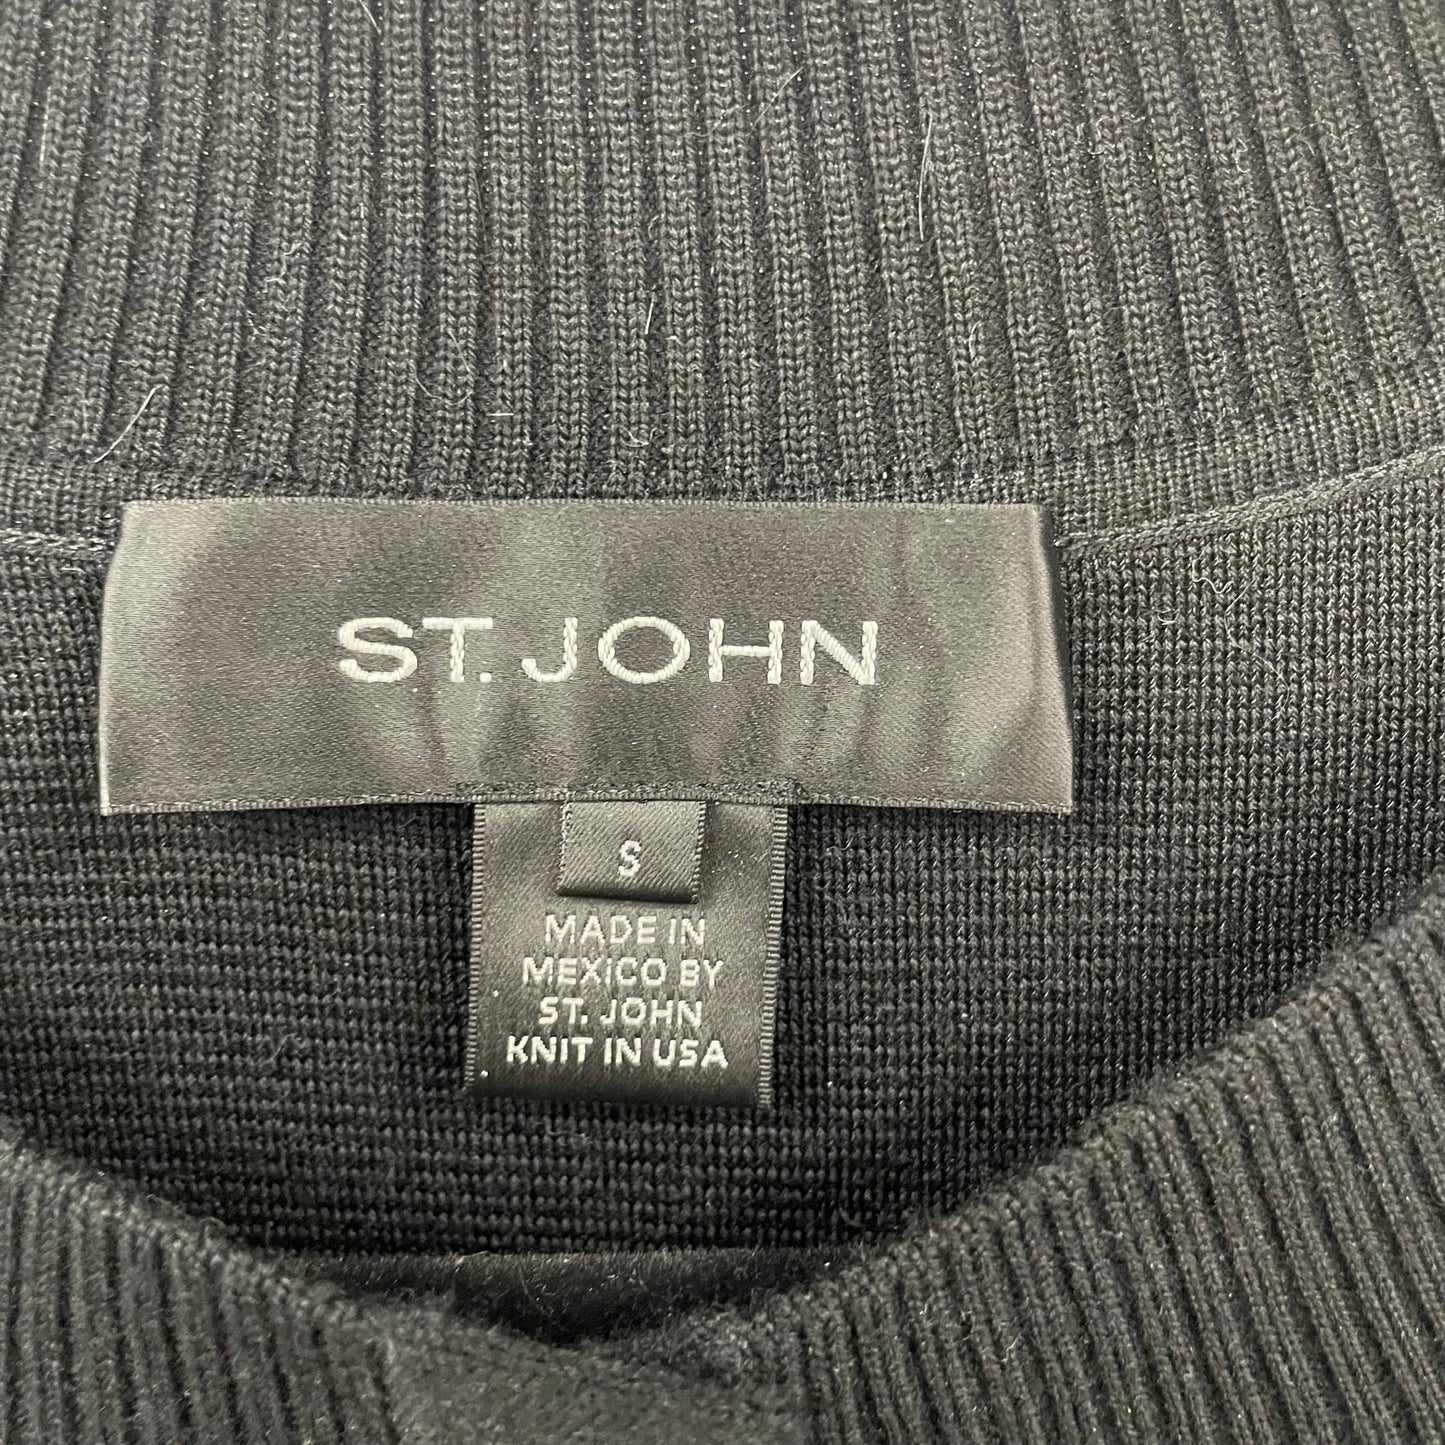 ST. JOHN
S
MADE IN
MEXiCO BY
ST. JOHN
KNIT IN USA